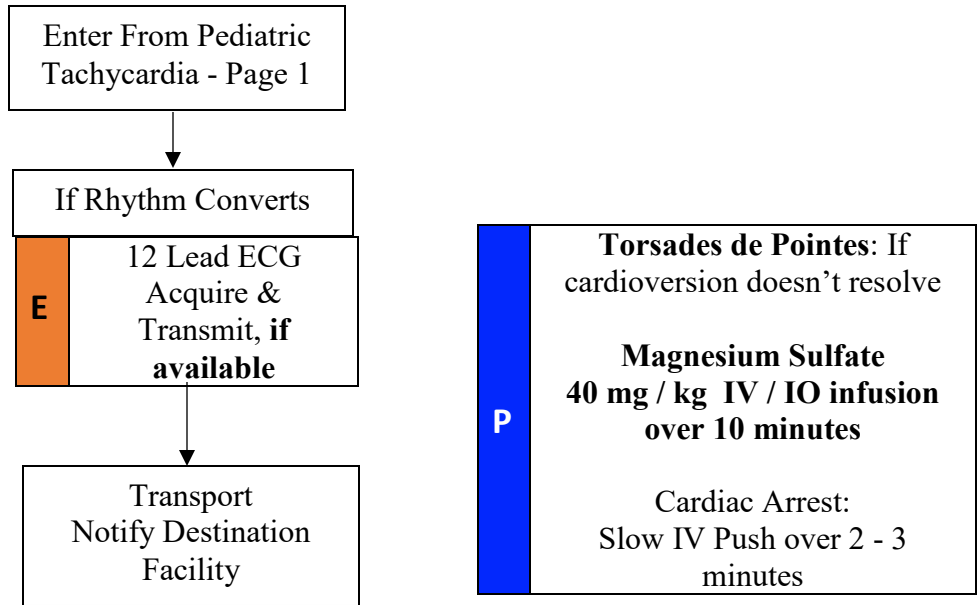 Enter From Pediatric
Tachycardia - Page 1
If Rhythm Converts
E
12 Lead ECG
Acquire &
Transmit, if
available
Transport
Notify Destination
Facility
P
Torsades de Pointes: If
cardioversion doesn’t resolve
Magnesium Sulfate
40 mg / kg  IV / IO infusion
over 10 minutes
Cardiac Arrest:
Slow IV Push over 2 - 3
minutes